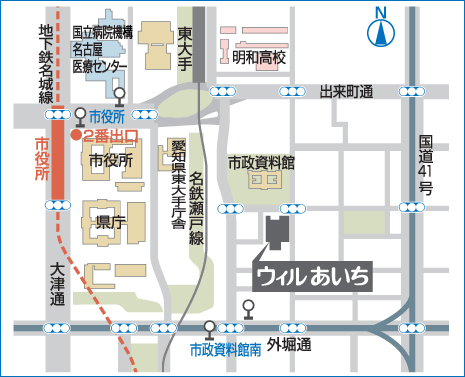 N
地下鉄名城線
国立病院機構
名古屋
医療センター
東大手
明和高校
出来町通
市役所
2番出口
市役所
市役所
愛知県東大手庁舎
名鉄瀬戸線
市政資料館
国道41号
県庁
大津通
ウィルあいち
市政資料館南
外堀通